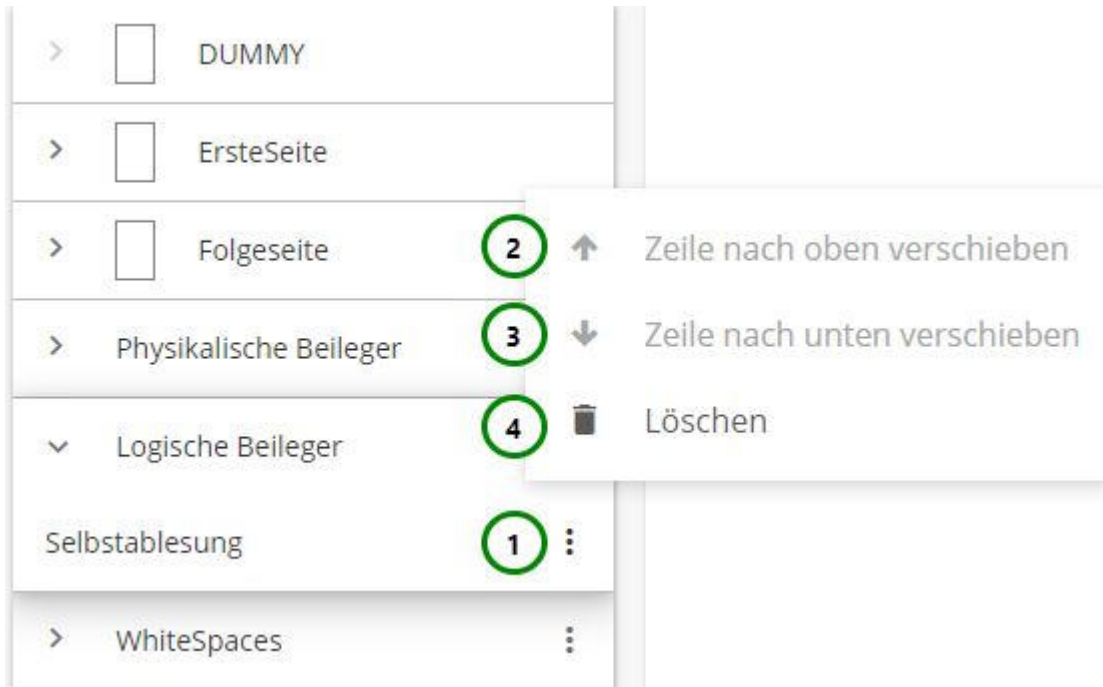 DUMMY
ErsteSeite
Folgeseite
2 Zeile nach oben verschieben
3 Zeile nach unten verschieben
Physikalische Beileger
4 Löschen
Logische Beileger
Selbstablesung 1
WhiteSpaces